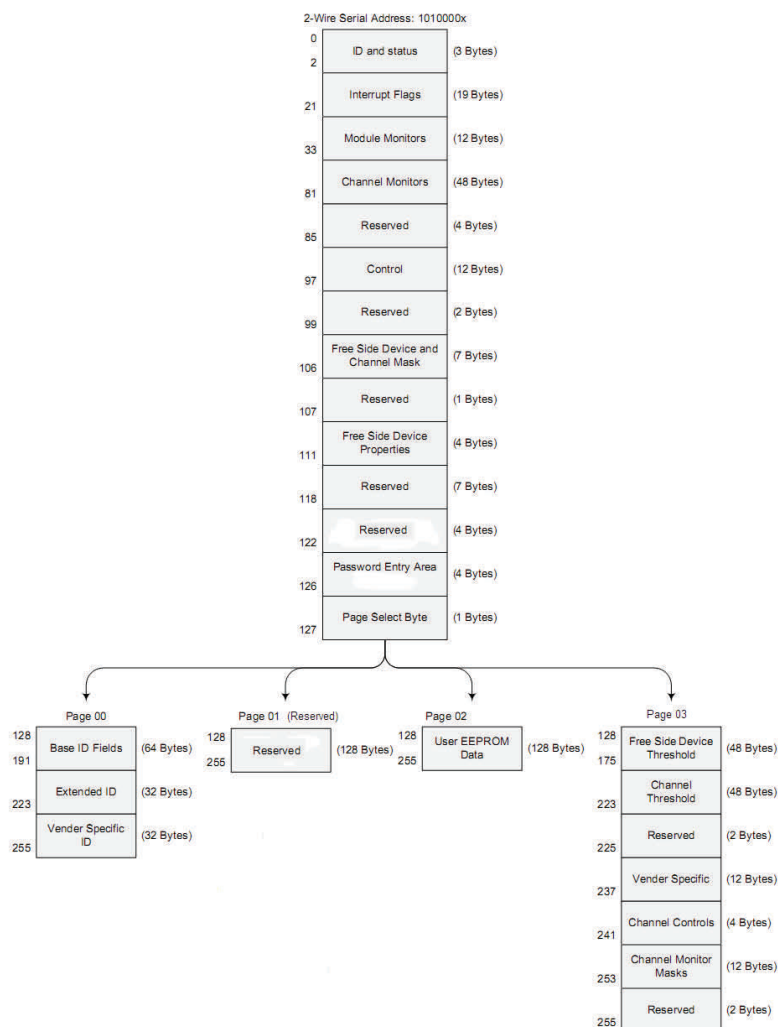 2-Wire Serial Address: 1010000x
0
ID and status
(3 Bytes)
2
Interrupt Flags
(19 Bytes)
21
Module Monitors
(12 Bytes)
33
Channel Monitors
(48 Bytes)
81
Reserved
(4 Bytes)
85
Control
(12 Bytes)
97
Reserved
(2 Bytes)
99
Free Side Device and
Channel Mask
(7 Bytes)
106
Reserved
(1 Bytes)
107
Free Side Device
Properties
(4 Bytes)
111
Reserved
(7 Bytes)
118
Reserved
(4 Bytes)
122
Password Entry Area
(4 Bytes)
126
Page Select Byte
(1 Bytes)
127
Page 00
128
Base ID Fields
(64 Bytes)
191
Extended ID
(32 Bytes)
223
Vender Specific
ID
(32 Bytes)
255
Page 01 (Reserved)
128
Reserved
(128 Bytes)
255
Page 02
128
User EEPROM
Data
(128 Bytes)
255
Page 03
128
Free Side Device
Threshold
(48 Bytes)
175
Channel
Threshold
(48 Bytes)
223
Reserved
(2 Bytes)
225
Vender Specific
(12 Bytes)
237
Channel Controls
(4 Bytes)
241
Channel Monitor
Masks
(12 Bytes)
253
Reserved
(2 Bytes)
255